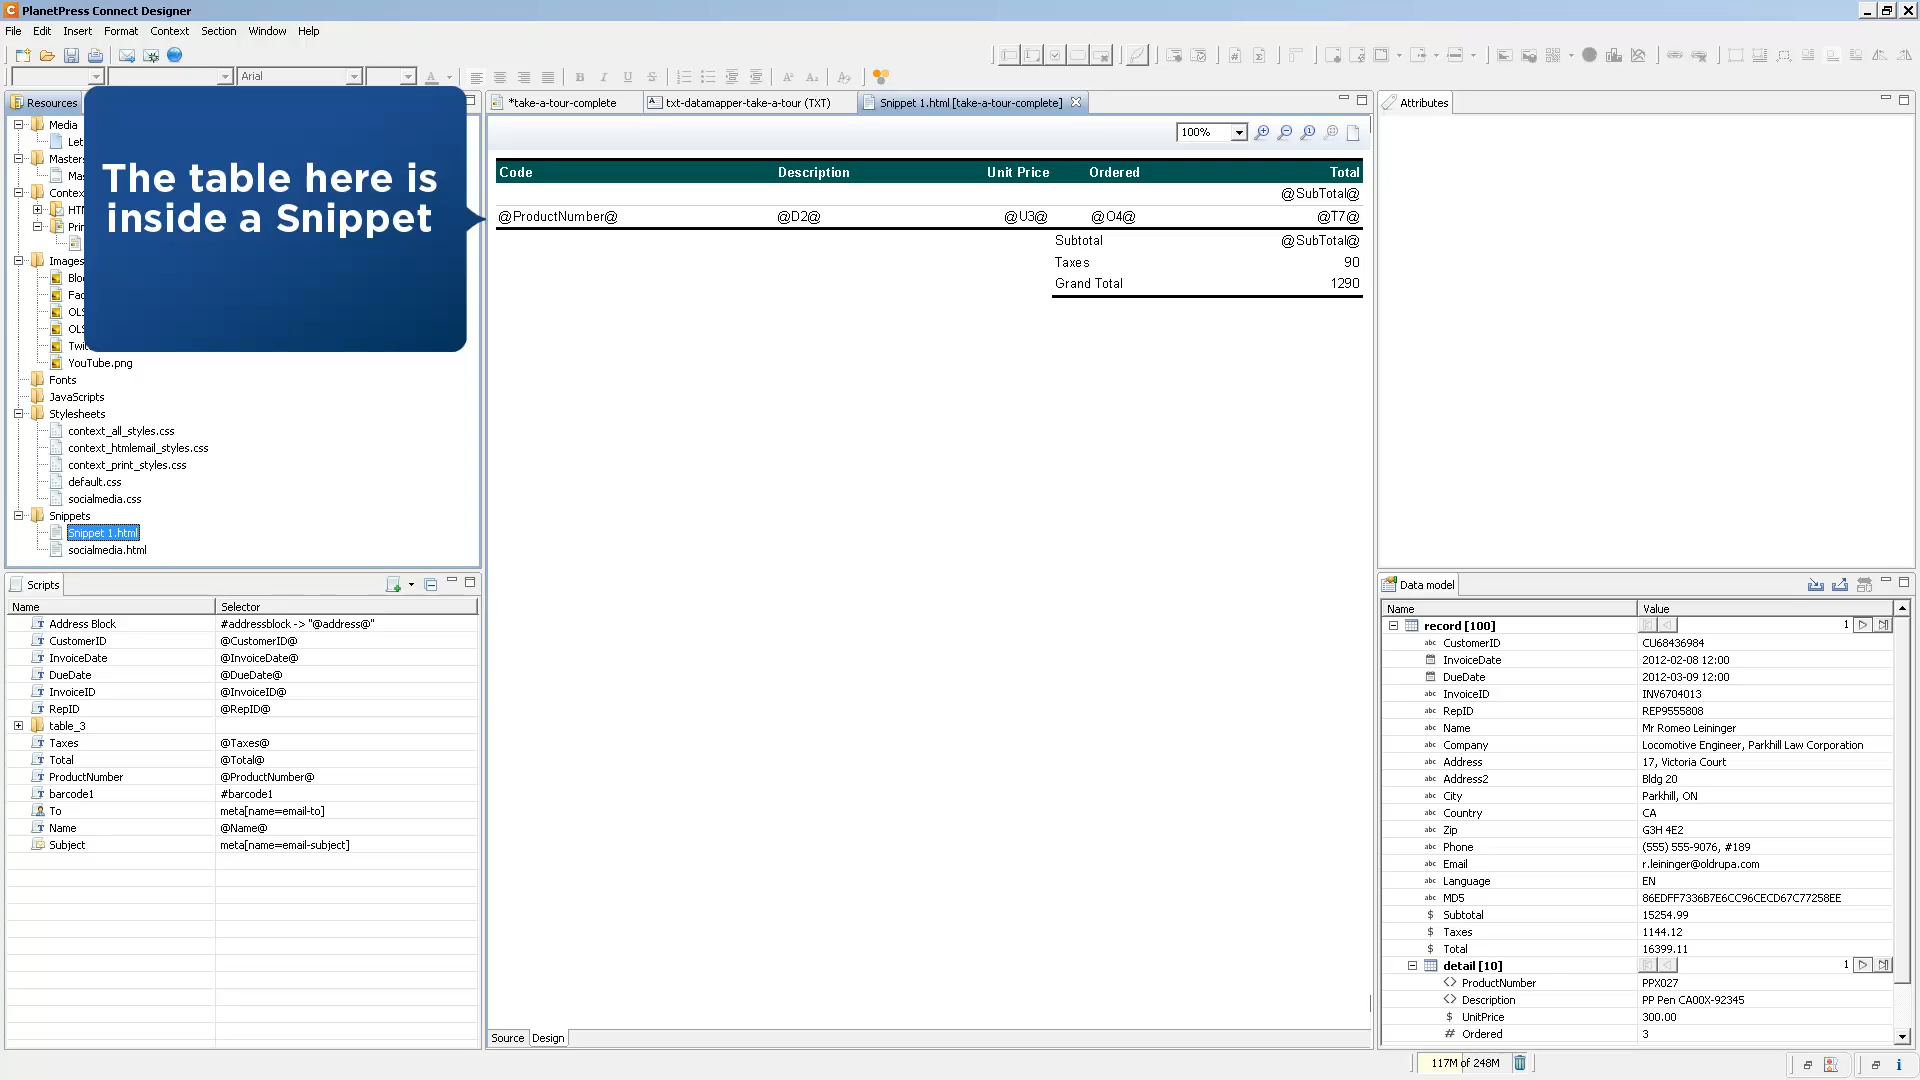 PlanetPress Connect Designer
File Edit Insert Format Context Section Window Help
Arial
Resources
Media
Let
Masters
Mas
Contex
HTM
Prin
Images
Bloc
Fac
OLS
OLS
Twit
YouTube.png
Fonts
JavaScripts
Stylesheets
context_all_styles.css
context_htmlemail_styles.css
context_print_styles.css
default.css
socialmedia.css
Snippets
Snippet 1.html
socialmedia.html
The table here is
inside a Snippet
*take-a-tour-complete
txt-datamapper-take-a-tour (TXT)
Snippet 1.html [take-a-tour-complete]
100%
Code Description Unit Price Ordered Total
@SubTotal@
@ProductNumber@ @D2@ @U3@ @O4@ @T7@
Subtotal @SubTotal@
Taxes 90
Grand Total 1290
Source Design
Attributes
Scripts
Name Selector
Address Block #addressblock -> "@address@"
CustomerID @CustomerID@
InvoiceDate @InvoiceDate@
DueDate @DueDate@
InvoiceID @InvoiceID@
RepID @RepID@
table_3
Taxes @Taxes@
Total @Total@
ProductNumber @ProductNumber@
barcode1 #barcode1
To meta[name=email-to]
Name @Name@
Subject meta[name=email-subject]
Data model
Name Value
record [100] 1
CustomerID CU68436984
InvoiceDate 2012-02-08 12:00
DueDate 2012-03-09 12:00
InvoiceID INV6704013
RepID REP9555808
Name Mr Romeo Leininger
Company Locomotive Engineer, Parkhill Law Corporation
Address 17, Victoria Court
Address2 Bldg 20
City Parkhill, ON
Country CA
Zip G3H 4E2
Phone (555) 555-9076, #189
Email r.leininger@oldrupa.com
Language EN
MD5 86EDFF7336B7E6CC96CECD67C77258EE
Subtotal 15254.99
Taxes 1144.12
Total 16399.11
detail [10] 1
ProductNumber PPX027
Description PP Pen CA00X-92345
UnitPrice 300.00
Ordered 3
117M of 248M